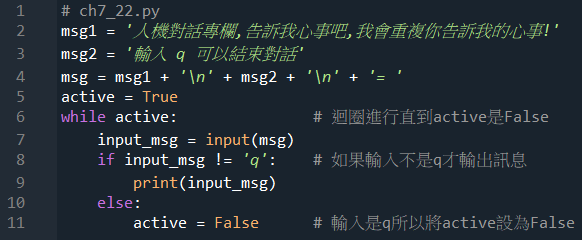 1 # ch7_22.py
2 msg1 = '人機對話專欄,告訴我心事吧,我會重複你告訴我的心事!'
3 msg2 = '輸入 q 可以結束對話'
4 msg = msg1 + '\n' + msg2 + '\n' + '= '
5 active = True
6 while active: # 迴圈進行直到active是False
7 input_msg = input(msg)
8 if input_msg != 'q': # 如果輸入不是q才輸出訊息
9 print(input_msg)
10 else:
11 active = False # 輸入是q所以將active設為False